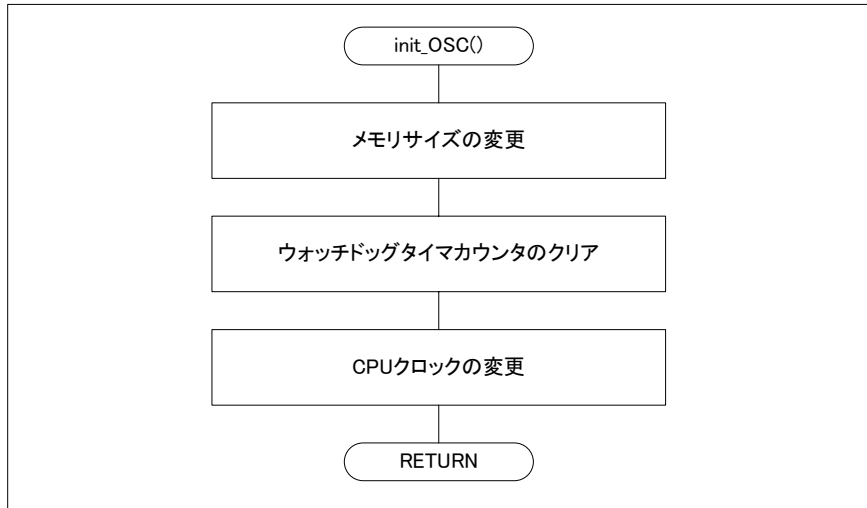 init_OSC()
メモリサイズの変更
ウォッチドッグタイマカウンタのクリア
CPUクロックの変更
RETURN